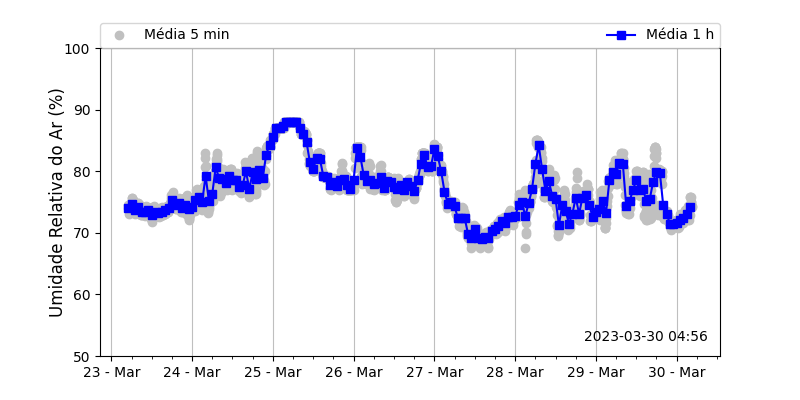 Média 5 min
Média 1 h
Umidade Relativa do Ar (%)
100
90
80
70
60
50
2023-03-30 04:56
23 - Mar
24 - Mar
25 - Mar
26 - Mar
27 - Mar
28 - Mar
29 - Mar
30 - Mar